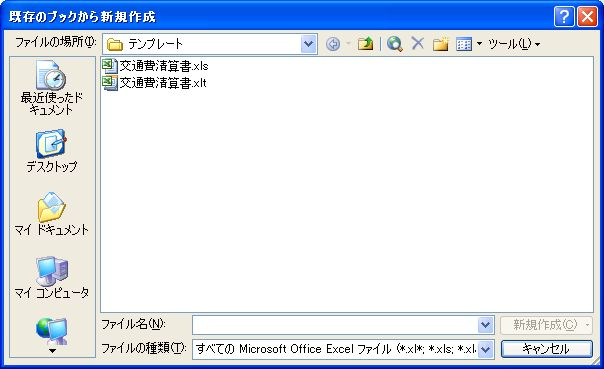 既存のブックから新規作成
ファイルの場所(I):
テンプレート
ツール(L)
交通費清算書.xls
交通費清算書.xlt
最近使ったド
キュメント
デスクトップ
マイ ドキュメント
マイ コンピュータ
ファイル名(N):
新規作成(C)
ファイルの種類(T):
すべての Microsoft Office Excel ファイル (*.xl*; *.xls; *.xl
キャンセル